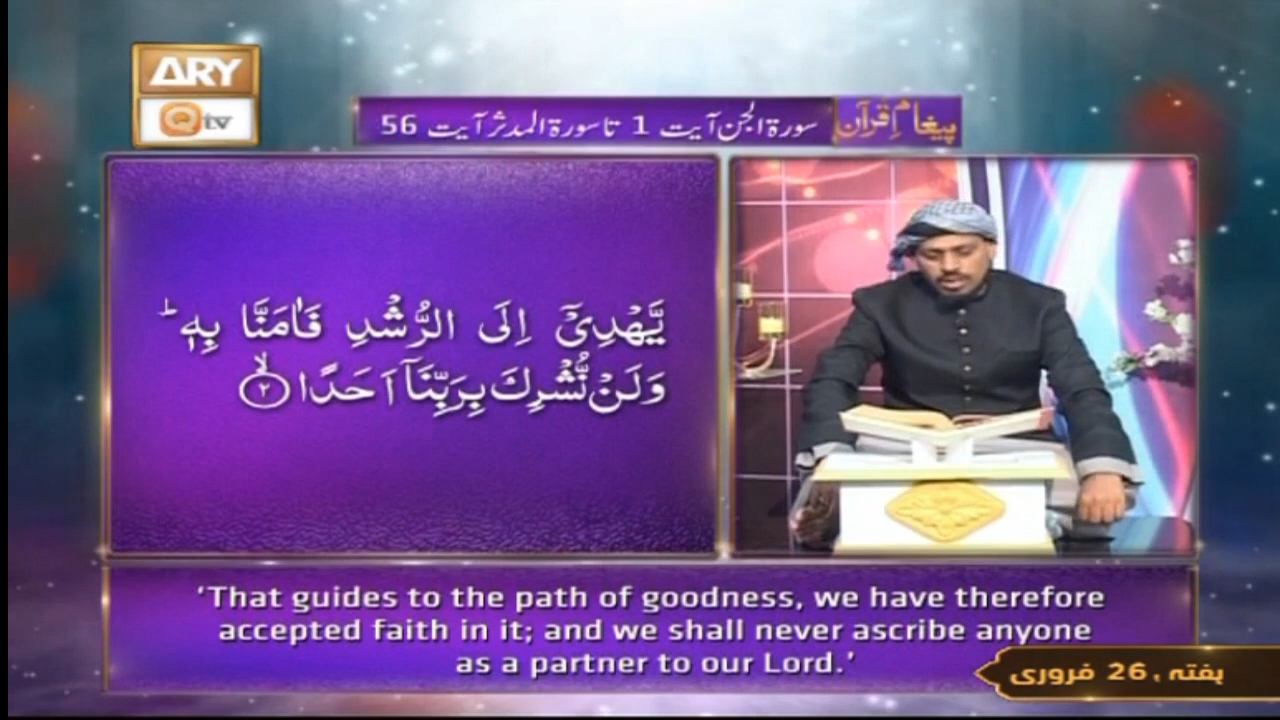 ARY
Qtv
پیغامِ قرآن
سورۃ الجن آیت 1 تا سورۃ المدثر آیت 56
یَّهْدِیْۤ اِلَی الرُّشْدِ فَاٰمَنَّا بِهٖ ؕ
وَلَنْ نُّشْرِكَ بِرَبِّنَاۤ اَحَدًا ۙ﴿۲﴾
‘That guides to the path of goodness, we have therefore
accepted faith in it; and we shall never ascribe anyone
as a partner to our Lord.’
ہفتہ ، 26 فروری